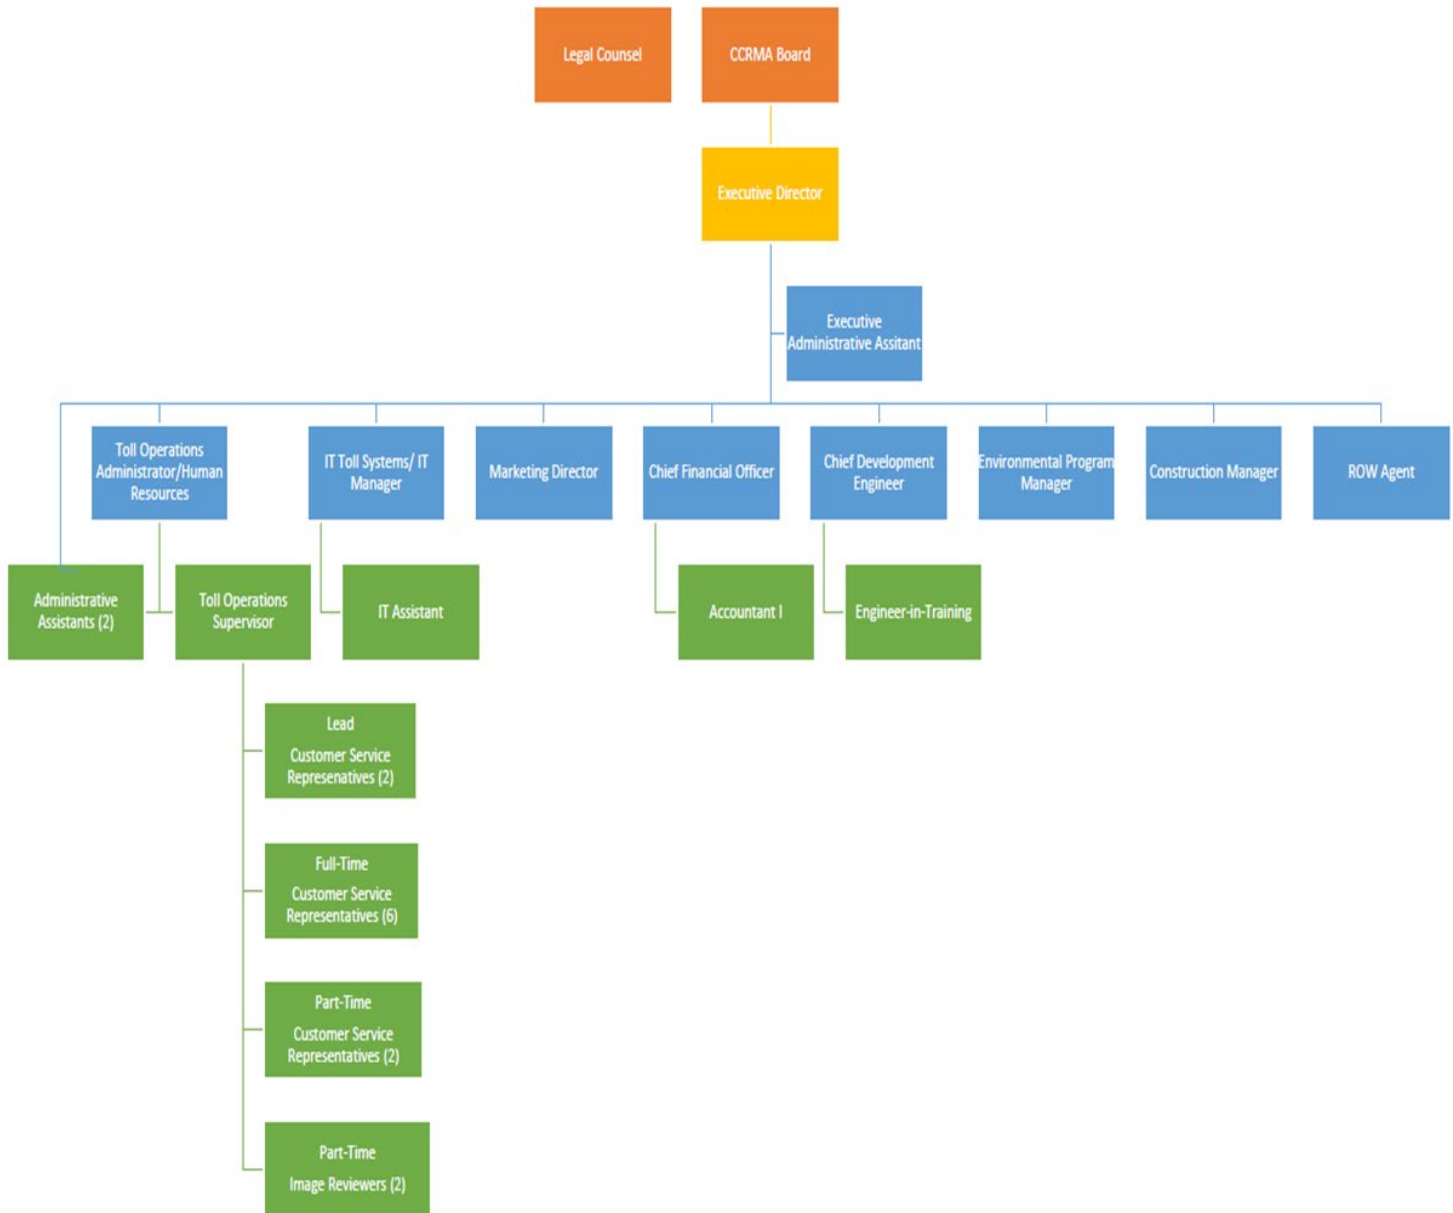 Legal Counsel
CCRMA Board
Executive Director
Executive
Administrative Assitant
Toll Operations
Administrator/Human
Resources
IT Toll Systems/ IT
Manager
Marketing Director
Chief Financial Officer
Chief Development
Engineer
Environmental Program
Manager
Construction Manager
ROW Agent
Administrative
Assistants (2)
Toll Operations
Supervisor
IT Assistant
Accountant I
Engineer-in-Training
Lead
Customer Service
Represenatives (2)
Full-Time
Customer Service
Representatives (6)
Part-Time
Customer Service
Representatives (2)
Part-Time
Image Reviewers (2)